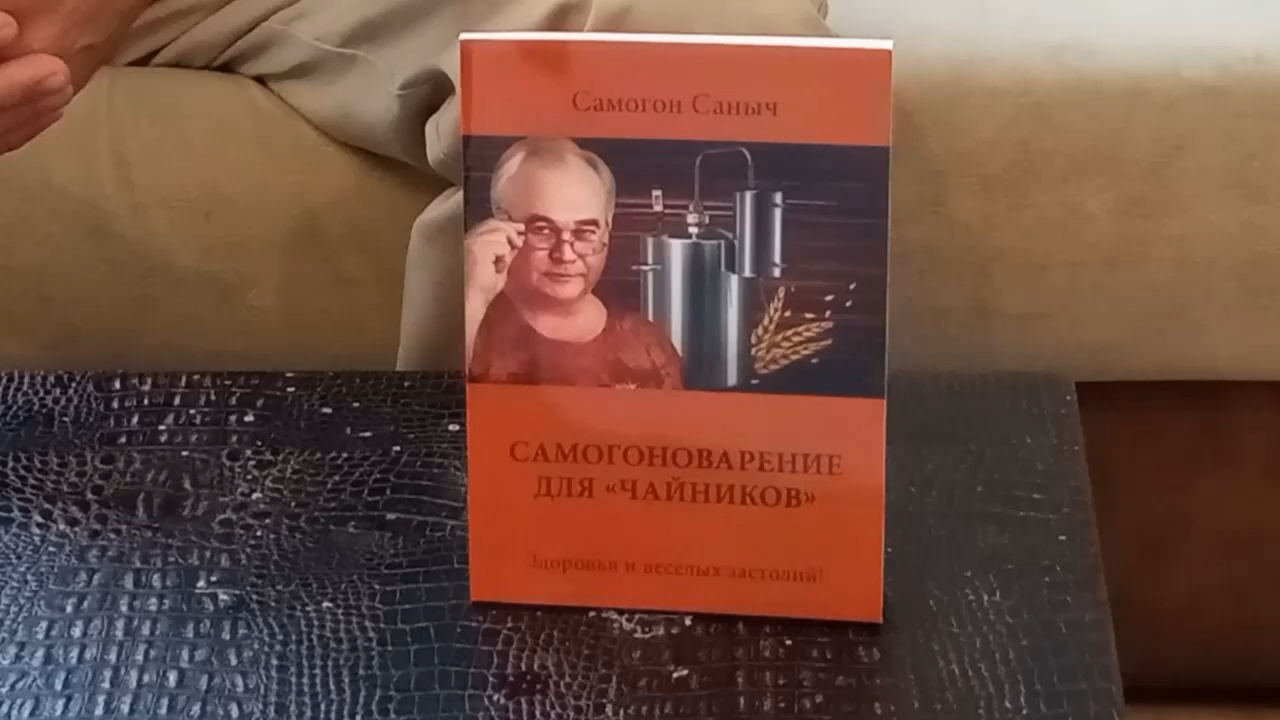 Самогон Саныч
САМОГОНОВАРЕНИЕ
ДЛЯ «ЧАЙНИКОВ»
Здоровья и веселых застолий!